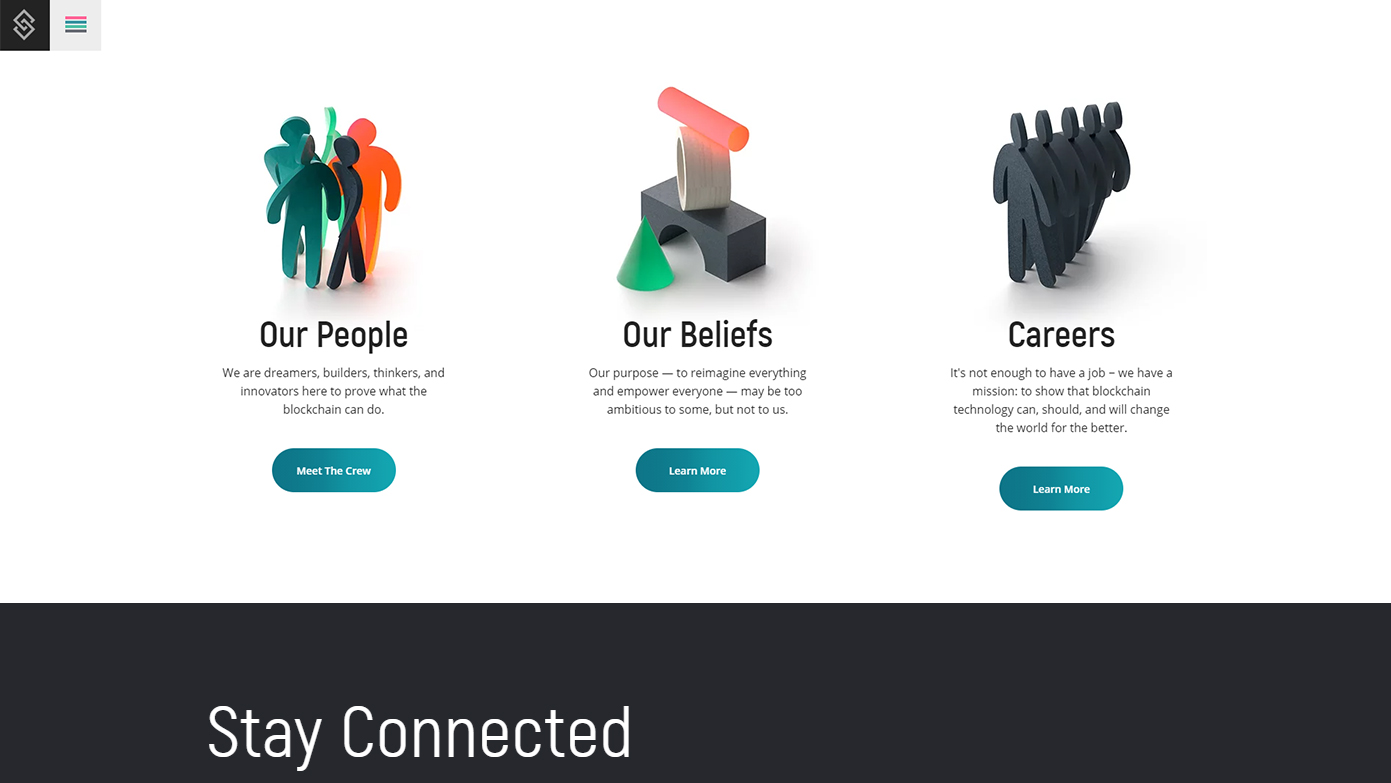 Our People
We are dreamers, builders, thinkers, and
innovators here to prove what the
blockchain can do.
Meet The Crew
Our Beliefs
Our purpose — to reimagine everything
and empower everyone — may be too
ambitious to some, but not to us.
Learn More
Careers
It's not enough to have a job – we have a
mission: to show that blockchain
technology can, should, and will change
the world for the better.
Learn More
Stay Connected